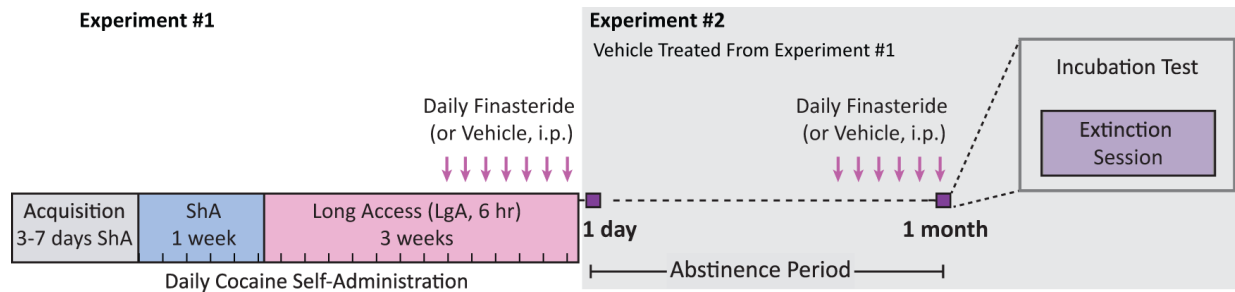 Experiment #1
Experiment #2
Vehicle Treated From Experiment #1
Daily Finasteride
(or Vehicle, i.p.)
Daily Finasteride
(or Vehicle, i.p.)
Incubation Test
Extinction
Session
Acquisition
3-7 days ShA
ShA
1 week
Long Access (LgA, 6 hr)
3 weeks
1 day
1 month
Abstinence Period
Daily Cocaine Self-Administration